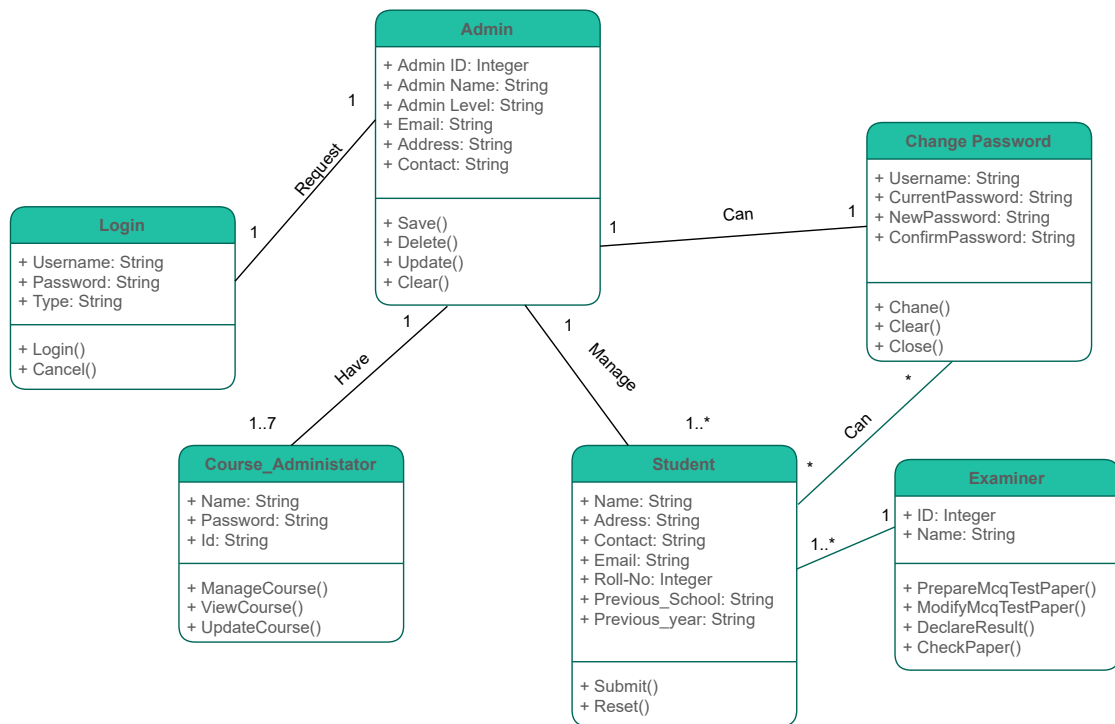 Admin
+ Admin ID: Integer
+ Admin Name: String
+ Admin Level: String
+ Email: String
+ Address: String
+ Contact: String
+ Save()
+ Delete()
+ Update()
+ Clear()
1
Request
1
Login
+ Username: String
+ Password: String
+ Type: String
+ Login()
+ Cancel()
1
Can
1
Change Password
+ Username: String
+ CurrentPassword: String
+ NewPassword: String
+ ConfirmPassword: String
+ Chane()
+ Clear()
+ Close()
1
Have
1..7
1
Manage
1..*
*
Can
*
Course_Administator
+ Name: String
+ Password: String
+ Id: String
+ ManageCourse()
+ ViewCourse()
+ UpdateCourse()
Student
+ Name: String
+ Adress: String
+ Contact: String
+ Email: String
+ Roll-No: Integer
+ Previous_School: String
+ Previous_year: String
+ Submit()
+ Reset()
1
1..*
Examiner
+ ID: Integer
+ Name: String
+ PrepareMcqTestPaper()
+ ModifyMcqTestPaper()
+ DeclareResult()
+ CheckPaper()